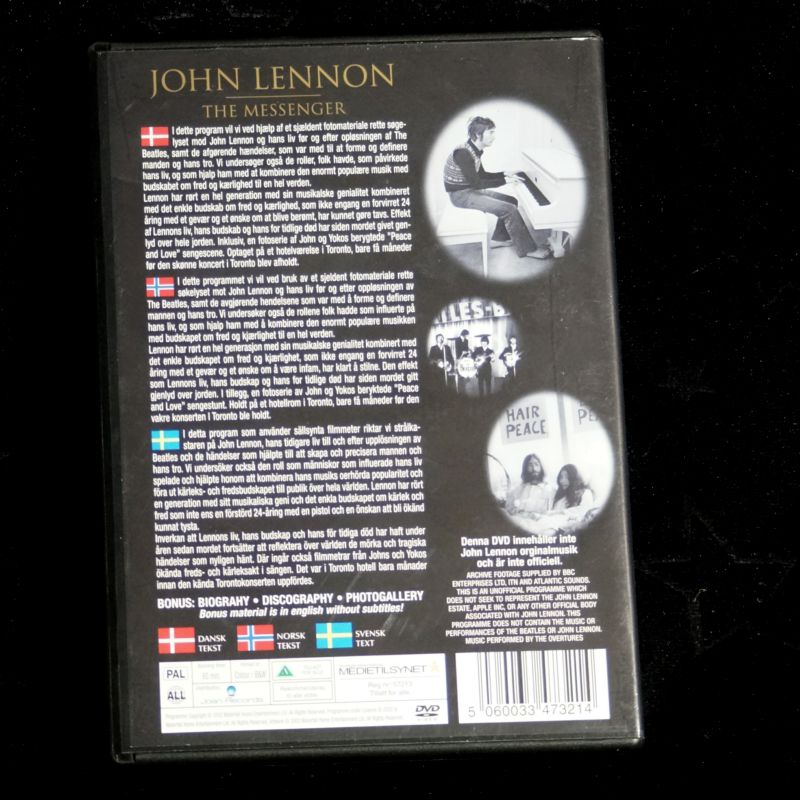 JOHN LENNON
THE MESSENGER
I dette program vil vi ved hjælp af et sjældent fotomateriale rette søge-
lyset mod John Lennon og hans liv før og efter opløsningen af The
Beatles, samt de afgørende hændelser, som var med til at forme og definere
manden og hans tro. Vi undersøger også de roller, folk havde, som påvirkede
hans liv, og som hjalp ham med at kombinere den enormt populære musik med
budskabet om fred og kærlighed til en hel verden.
Lennon har rørt en hel generation med sin musikalske genialitet kombineret
med det enkle budskab om fred og kærlighed, som ikke engang en forvirret 24
åring med et gevær og et ønske om at blive berømt, har kunnet gøre tavs. Effekt
af Lennons liv, hans budskab og hans for tidlige død har siden mordet givet gen-
lyd over hele jorden. Inklusiv, en fotoserie af John og Yokos berygtede "Peace
and Love" sengescene. Optaget på et hotelværelse i Toronto, bare få måneder
før den skønne koncert i Toronto blev afholdt.
I dette programmet vi vil ved bruk av et sjeldent fotomateriale rette
søkelyset mot John Lennon og hans liv før og etter oppløsningen av
The Beatles, samt de avgjørende hendelsene som var med å forme og definere
mannen og hans tro. Vi undersøker også de rollene folk hadde som influerte på
hans liv, og som hjalp ham med å kombinere den enormt populære musikken
med budskapet om fred og kjærlighet til en hel verden.
Lennon har rørt en hel generasjon med sin musikalske genialitet kombinert med
det enkle budskap om fred og kjærlighet, som ikke engang en forvirret 24
åring med et gevær og et ønske om å være infam, har klart å stilne. Den effekt
som Lennons liv, hans budskap og hans for tidlige død har siden mordet gitt
gjenlyd over jorden. I tillegg, en fotoserie av John og Yokos beryktede "Peace
and Love" sengestunt. Holdt på et hotellrom i Toronto, bare få måneder før den
vakre konserten i Toronto ble holdt.
I detta program som använder sällsynta filmmeter riktar vi strålka-
staren på John Lennon, hans tidigare liv till och efter upplösningen av
Beatles och de händelser som hjälpte till att skapa och precisera mannen och
hans tro. Vi undersöker också den roll som människor som influerade hans liv
spelade och hjälpte honom att kombinera hans musiks oerhörda popularitet och
föra ut kärleks- och fredsbudskapet till publik över hela världen. Lennon har rört
en generation med sitt musikaliska geni och det enkla budskapet om kärlek och
fred som inte ens en förstörd 24-åring med en pistol och en önskan att bli ökänd
kunnat tysta.
Inverkan att Lennons liv, hans budskap och hans för tidiga död har haft under
åren sedan mordet fortsätter att reflektera över världen de mörka och tragiska
händelser som nyligen hänt. Där ingår också filmmetrar från Johns och Yokos
ökända freds- och kärleksakt i sängen. Det var i Toronto hotell bara månader
innan den kända Torontokonserten uppfördes.
BONUS: BIOGRAHY • DISCOGRAPHY • PHOTOGALLERY
Bonus material is in english without subtitles!
DANSK
TEKST
NORSK
TEKST
SVENSK
TEXT
HAIR
PEACE
Denna DVD innehåller inte
John Lennon orginalmusik
och är inte officiell.
ARCHIVE FOOTAGE SUPPLIED BY BBC
ENTERPRISES LTD, ITN AND ATLANTIC SOUNDS.
THIS IS AN UNOFFICIAL PROGRAMME WHICH
DOES NOT SEEK TO REPRESENT THE JOHN LENNON
ESTATE, APPLE INC, OR ANY OTHER OFFICIAL BODY
ASSOCIATED WITH JOHN LENNON. THIS
PROGRAMME DOES NOT CONTAIN THE MUSIC OR
PERFORMANCES OF THE BEATLES OR JOHN LENNON.
MUSIC PERFORMED BY THE OVERTURES
PAL
ALL
60 min.
Colour / B&W
Joan Records
MEDIETILSYNET
Tillatt for alle
DVD
5 060033 473214